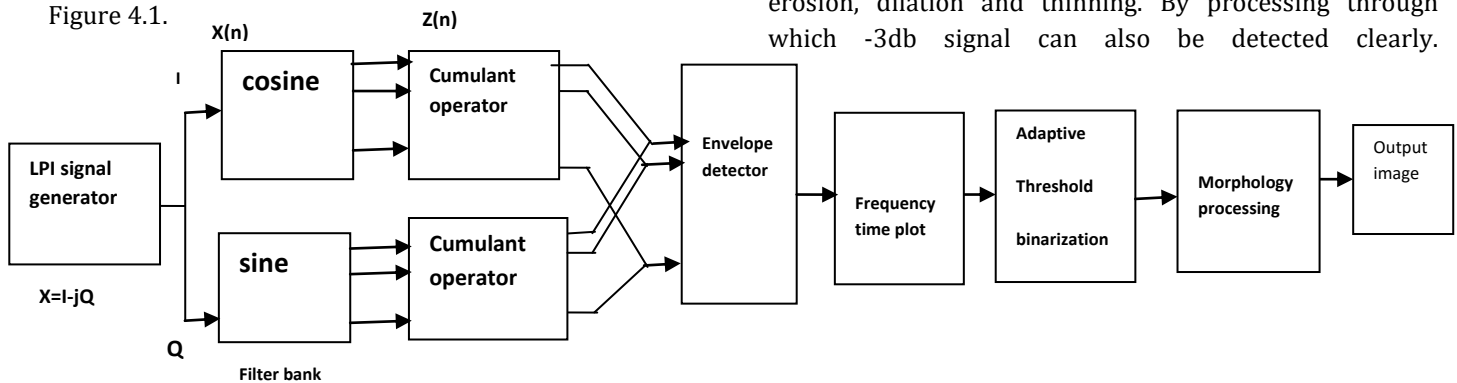 Figure 4.1.
erosion, dilation and thinning. By processing through
which -3db signal can also be detected clearly.
X(n)
Z(n)
I
cosine
Cumulant
operator
LPI signal
generator
X=I-jQ
Q
sine
Filter bank
Cumulant
operator
Envelope
detector
Frequency
time plot
Adaptive
Threshold
binarization
Morphology
processing
Output
image